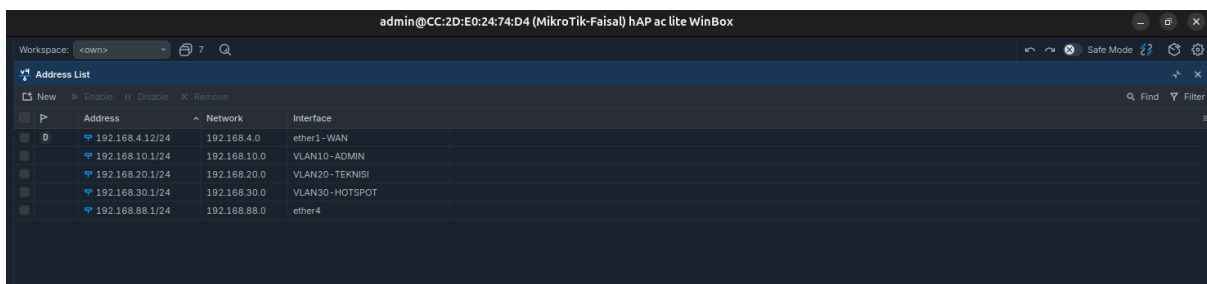 admin@CC:2D:E0:24:74:D4 (MikroTik-Faisal) hAP ac lite WinBox
Workspace: <own> 7 Safe Mode
Address List
New Enable Disable Remove Find Filter
Address Network Interface
D 192.168.4.12/24 192.168.4.0 ether1-WAN
192.168.10.1/24 192.168.10.0 VLAN10-ADMIN
192.168.20.1/24 192.168.20.0 VLAN20-TEKNISI
192.168.30.1/24 192.168.30.0 VLAN30-HOTSPOT
192.168.88.1/24 192.168.88.0 ether4